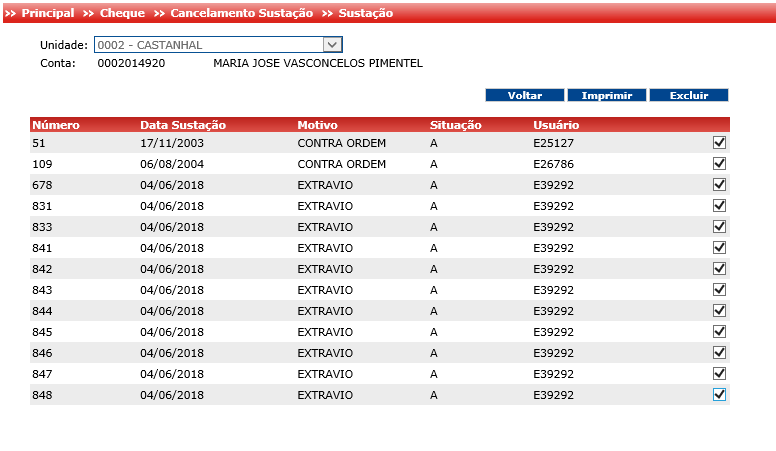 >> Principal >> Cheque >> Cancelamento Sustação >> Sustação
Unidade: 0002 - CASTANHAL
Conta: 0002014920 MARIA JOSE VASCONCELOS PIMENTEL
Voltar Imprimir Excluir
Número Data Sustação Motivo Situação Usuário
51 17/11/2003 CONTRA ORDEM A E25127
109 06/08/2004 CONTRA ORDEM A E26786
678 04/06/2018 EXTRAVIO A E39292
831 04/06/2018 EXTRAVIO A E39292
833 04/06/2018 EXTRAVIO A E39292
841 04/06/2018 EXTRAVIO A E39292
842 04/06/2018 EXTRAVIO A E39292
843 04/06/2018 EXTRAVIO A E39292
844 04/06/2018 EXTRAVIO A E39292
845 04/06/2018 EXTRAVIO A E39292
846 04/06/2018 EXTRAVIO A E39292
847 04/06/2018 EXTRAVIO A E39292
848 04/06/2018 EXTRAVIO A E39292